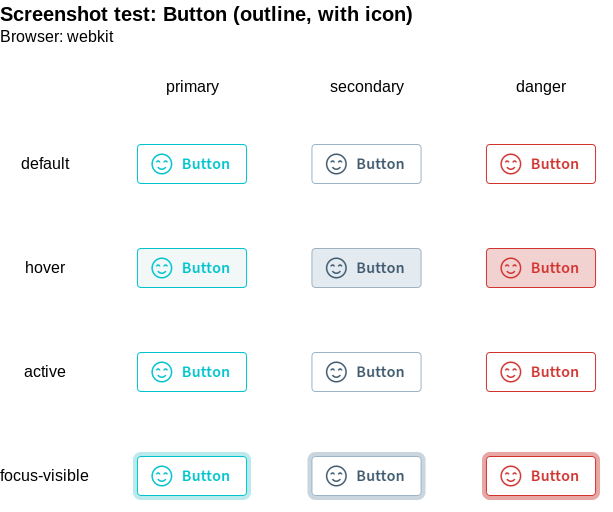 Screenshot test: Button (outline, with icon)
Browser: webkit
primary secondary danger
default Button Button Button
hover Button Button Button
active Button Button Button
focus-visible Button Button Button